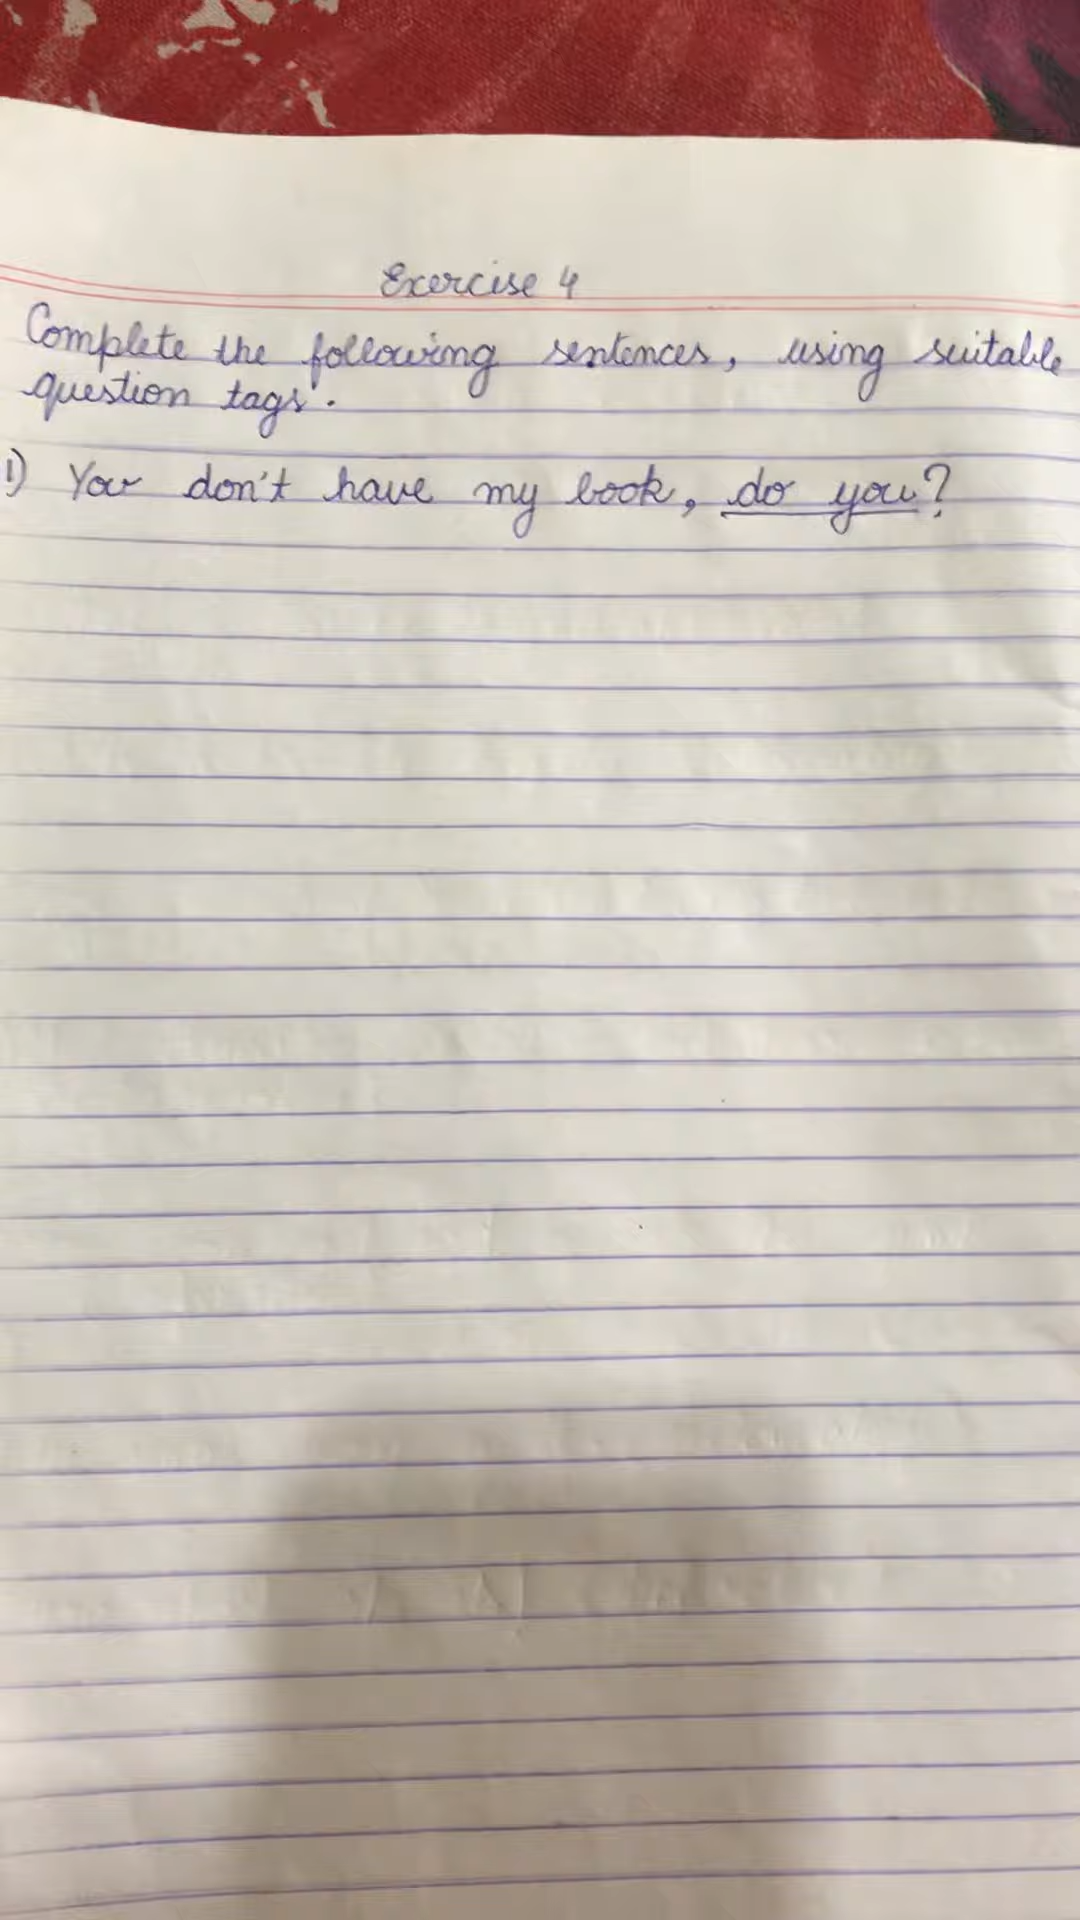 Exercise 4
Complete the following sentences, using suitable
question tags.
1) You don't have my book, do you?